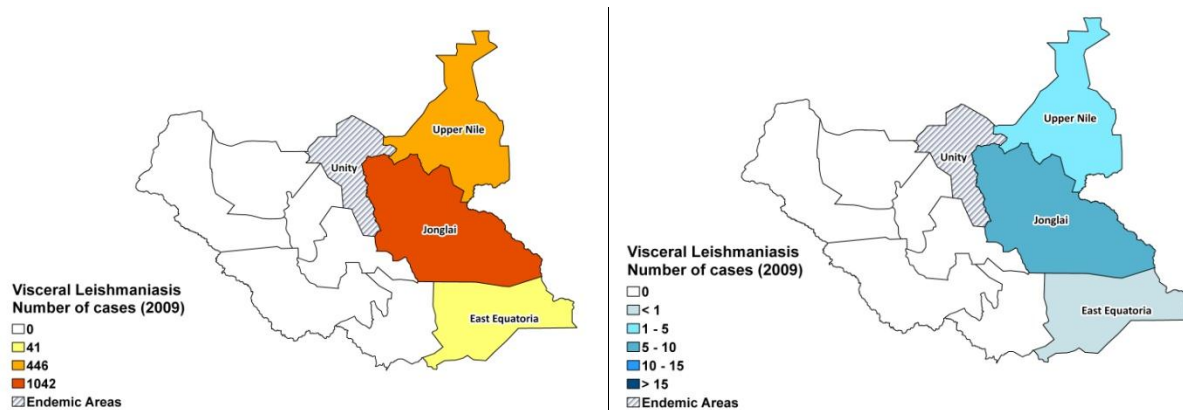 Upper Nile
Unity
Jonglai
East Equatoria
Visceral Leishmaniasis
Number of cases (2009)
0
41
446
1042
Endemic Areas
Upper Nile
Unity
Jonglai
East Equatoria
Visceral Leishmaniasis
Number of cases (2009)
0
< 1
1 - 5
5 - 10
10 - 15
> 15
Endemic Areas